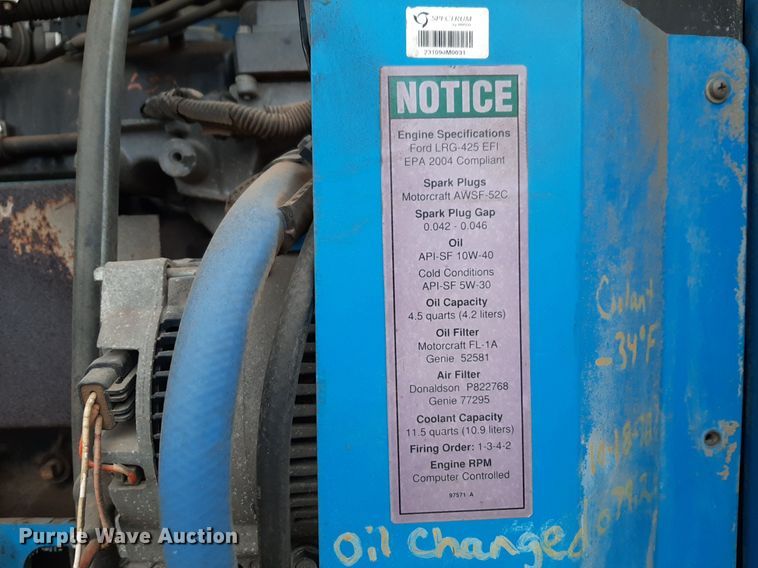 SPECTRUM
NOTICE
Engine Specifications
Ford LRG-425 EFI
EPA 2004 Compliant
Spark Plugs
Motorcraft AWSF-52C
Spark Plug Gap
0.042 - 0.046
Oil
API-SF 10W-40
Cold Conditions
API-SF 5W-30
Oil Capacity
4.5 quarts (4.2 liters)
Oil Filter
Motorcraft FL-1A
Genie 52581
Air Filter
Donaldson P822768
Genie 77295
Coolant Capacity
11.5 quarts (10.9 liters)
Firing Order: 1-3-4-2
Engine RPM
Computer Controlled
97571 A
Coolant
-34°F
Oil Changed
Purple Wave Auction